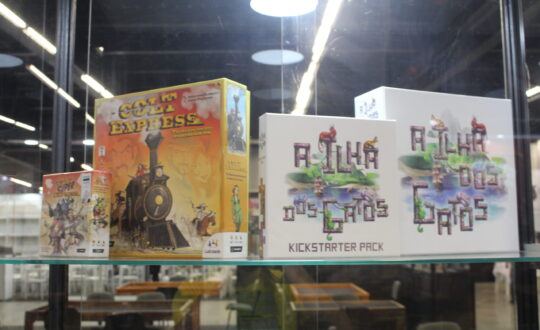 COLT
EXPRESS
A ILHA
DOS GATOS
KICKSTARTER PACK
A ILHA
DOS
GATOS